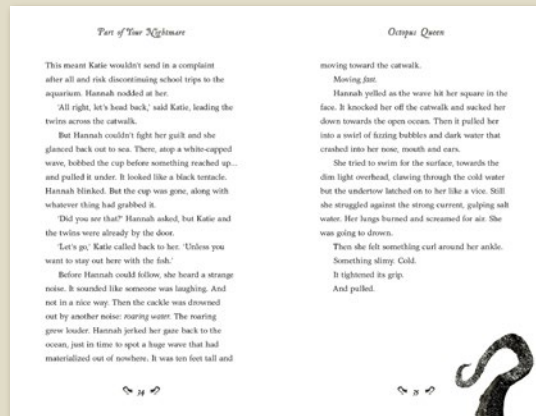 Part of Your Nightmare
This meant Katie wouldn't send in a complaint
after all and risk discontinuing school trips to the
aquarium. Hannah nodded at her.
'All right, let's head back,' said Katie, leading the
twins across the catwalk.
But Hannah couldn't fight her guilt and she
glanced back out to sea. There, atop a white-capped
wave, bobbed the cup before something reached up...
and pulled it under. It looked like a black tentacle.
Hannah blinked. But the cup was gone, along with
whatever thing had grabbed it.
'Did you see that?' Hannah asked, but Katie and
the twins were already by the door.
'Let's go,' Katie called back to her. 'Unless you
want to stay out here with the fish.'
Before Hannah could follow, she heard a strange
noise. It sounded like someone was laughing. And
not in a nice way. Then the cackle was drowned
out by another noise: roaring water. The roaring
grew louder. Hannah jerked her gaze back to the
ocean, just in time to spot a huge wave that had
materialized out of nowhere. It was ten feet tall and
34
Octopus Queen
moving toward the catwalk.
Moving fast.
Hannah yelled as the wave hit her square in the
face. It knocked her off the catwalk and sucked her
down towards the open ocean. Then it pulled her
into a swirl of fizzing bubbles and dark water that
crashed into her nose, mouth and ears.
She tried to swim for the surface, towards the
dim light overhead, clawing through the cold water
but the undertow latched on to her like a vice. Still
she struggled against the strong current, gulping salt
water. Her lungs burned and screamed for air. She
was going to drown.
Then she felt something curl around her ankle.
Something slimy. Cold.
It tightened its grip.
And pulled.
35